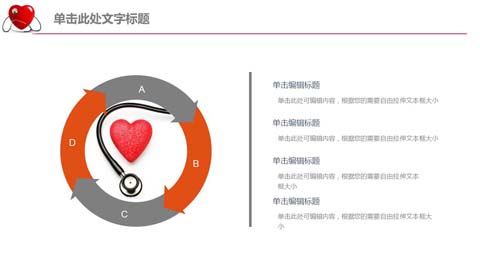 单击此处文字标题
A
B
C
D
单击编辑标题
单击此处可编辑内容，根据您的需要自由拉伸文本框大小
单击编辑标题
单击此处可编辑内容，根据您的需要自由拉伸文本框大小
单击编辑标题
单击此处可编辑内容，根据您的需要自由拉伸文本
框大小
单击编辑标题
单击此处可编辑内容，根据您的需要自由拉伸文本框大
小